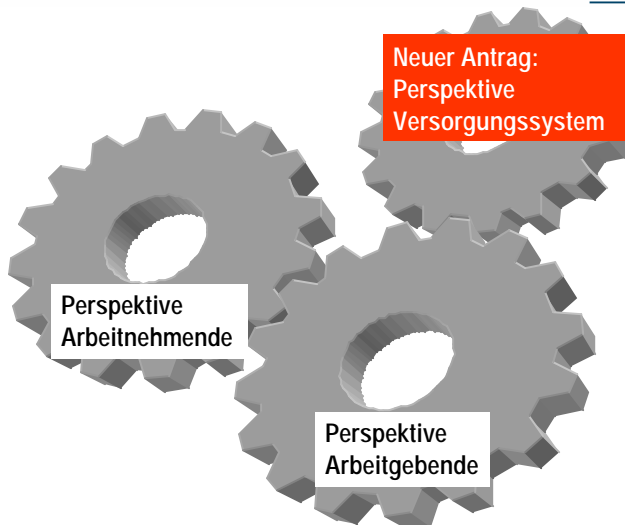 Neuer Antrag:
Perspektive
Versorgungssystem
Perspektive
Arbeitnehmende
Perspektive
Arbeitgebende